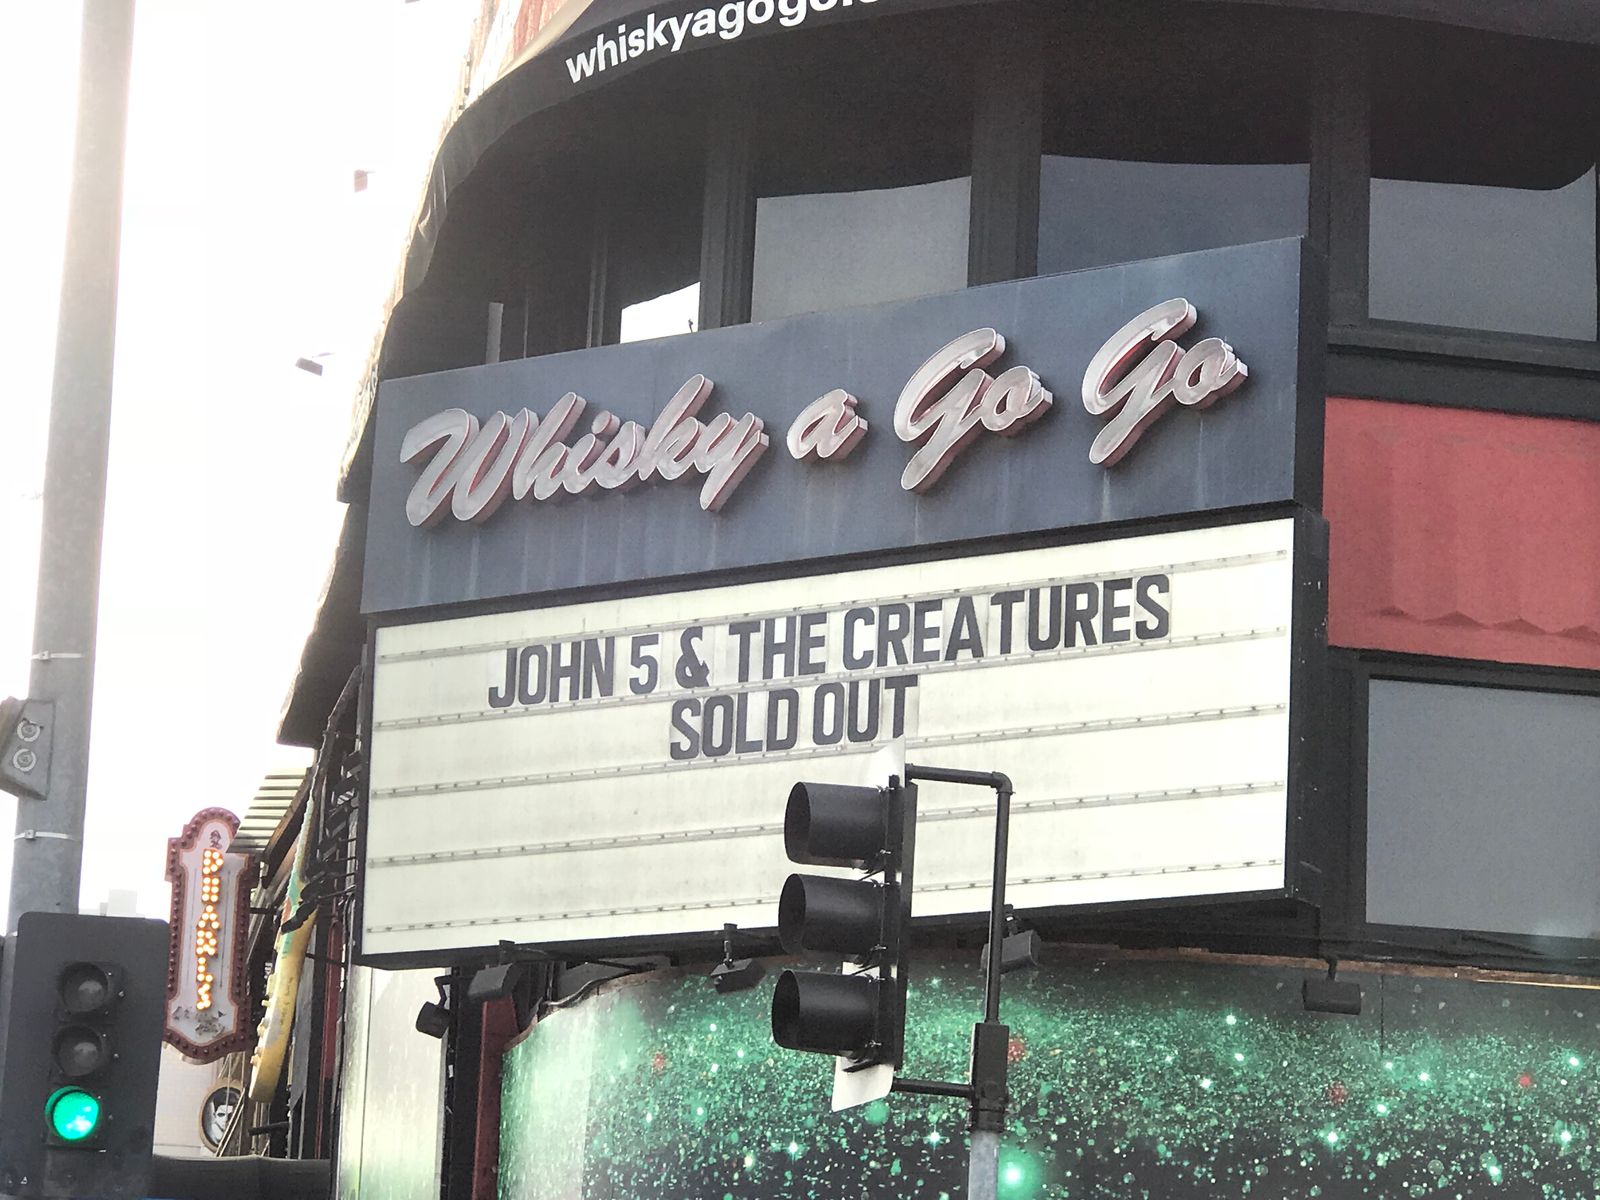 whiskyagogo
Whisky a Go Go
JOHN 5 & THE CREATURES
SOLD OUT